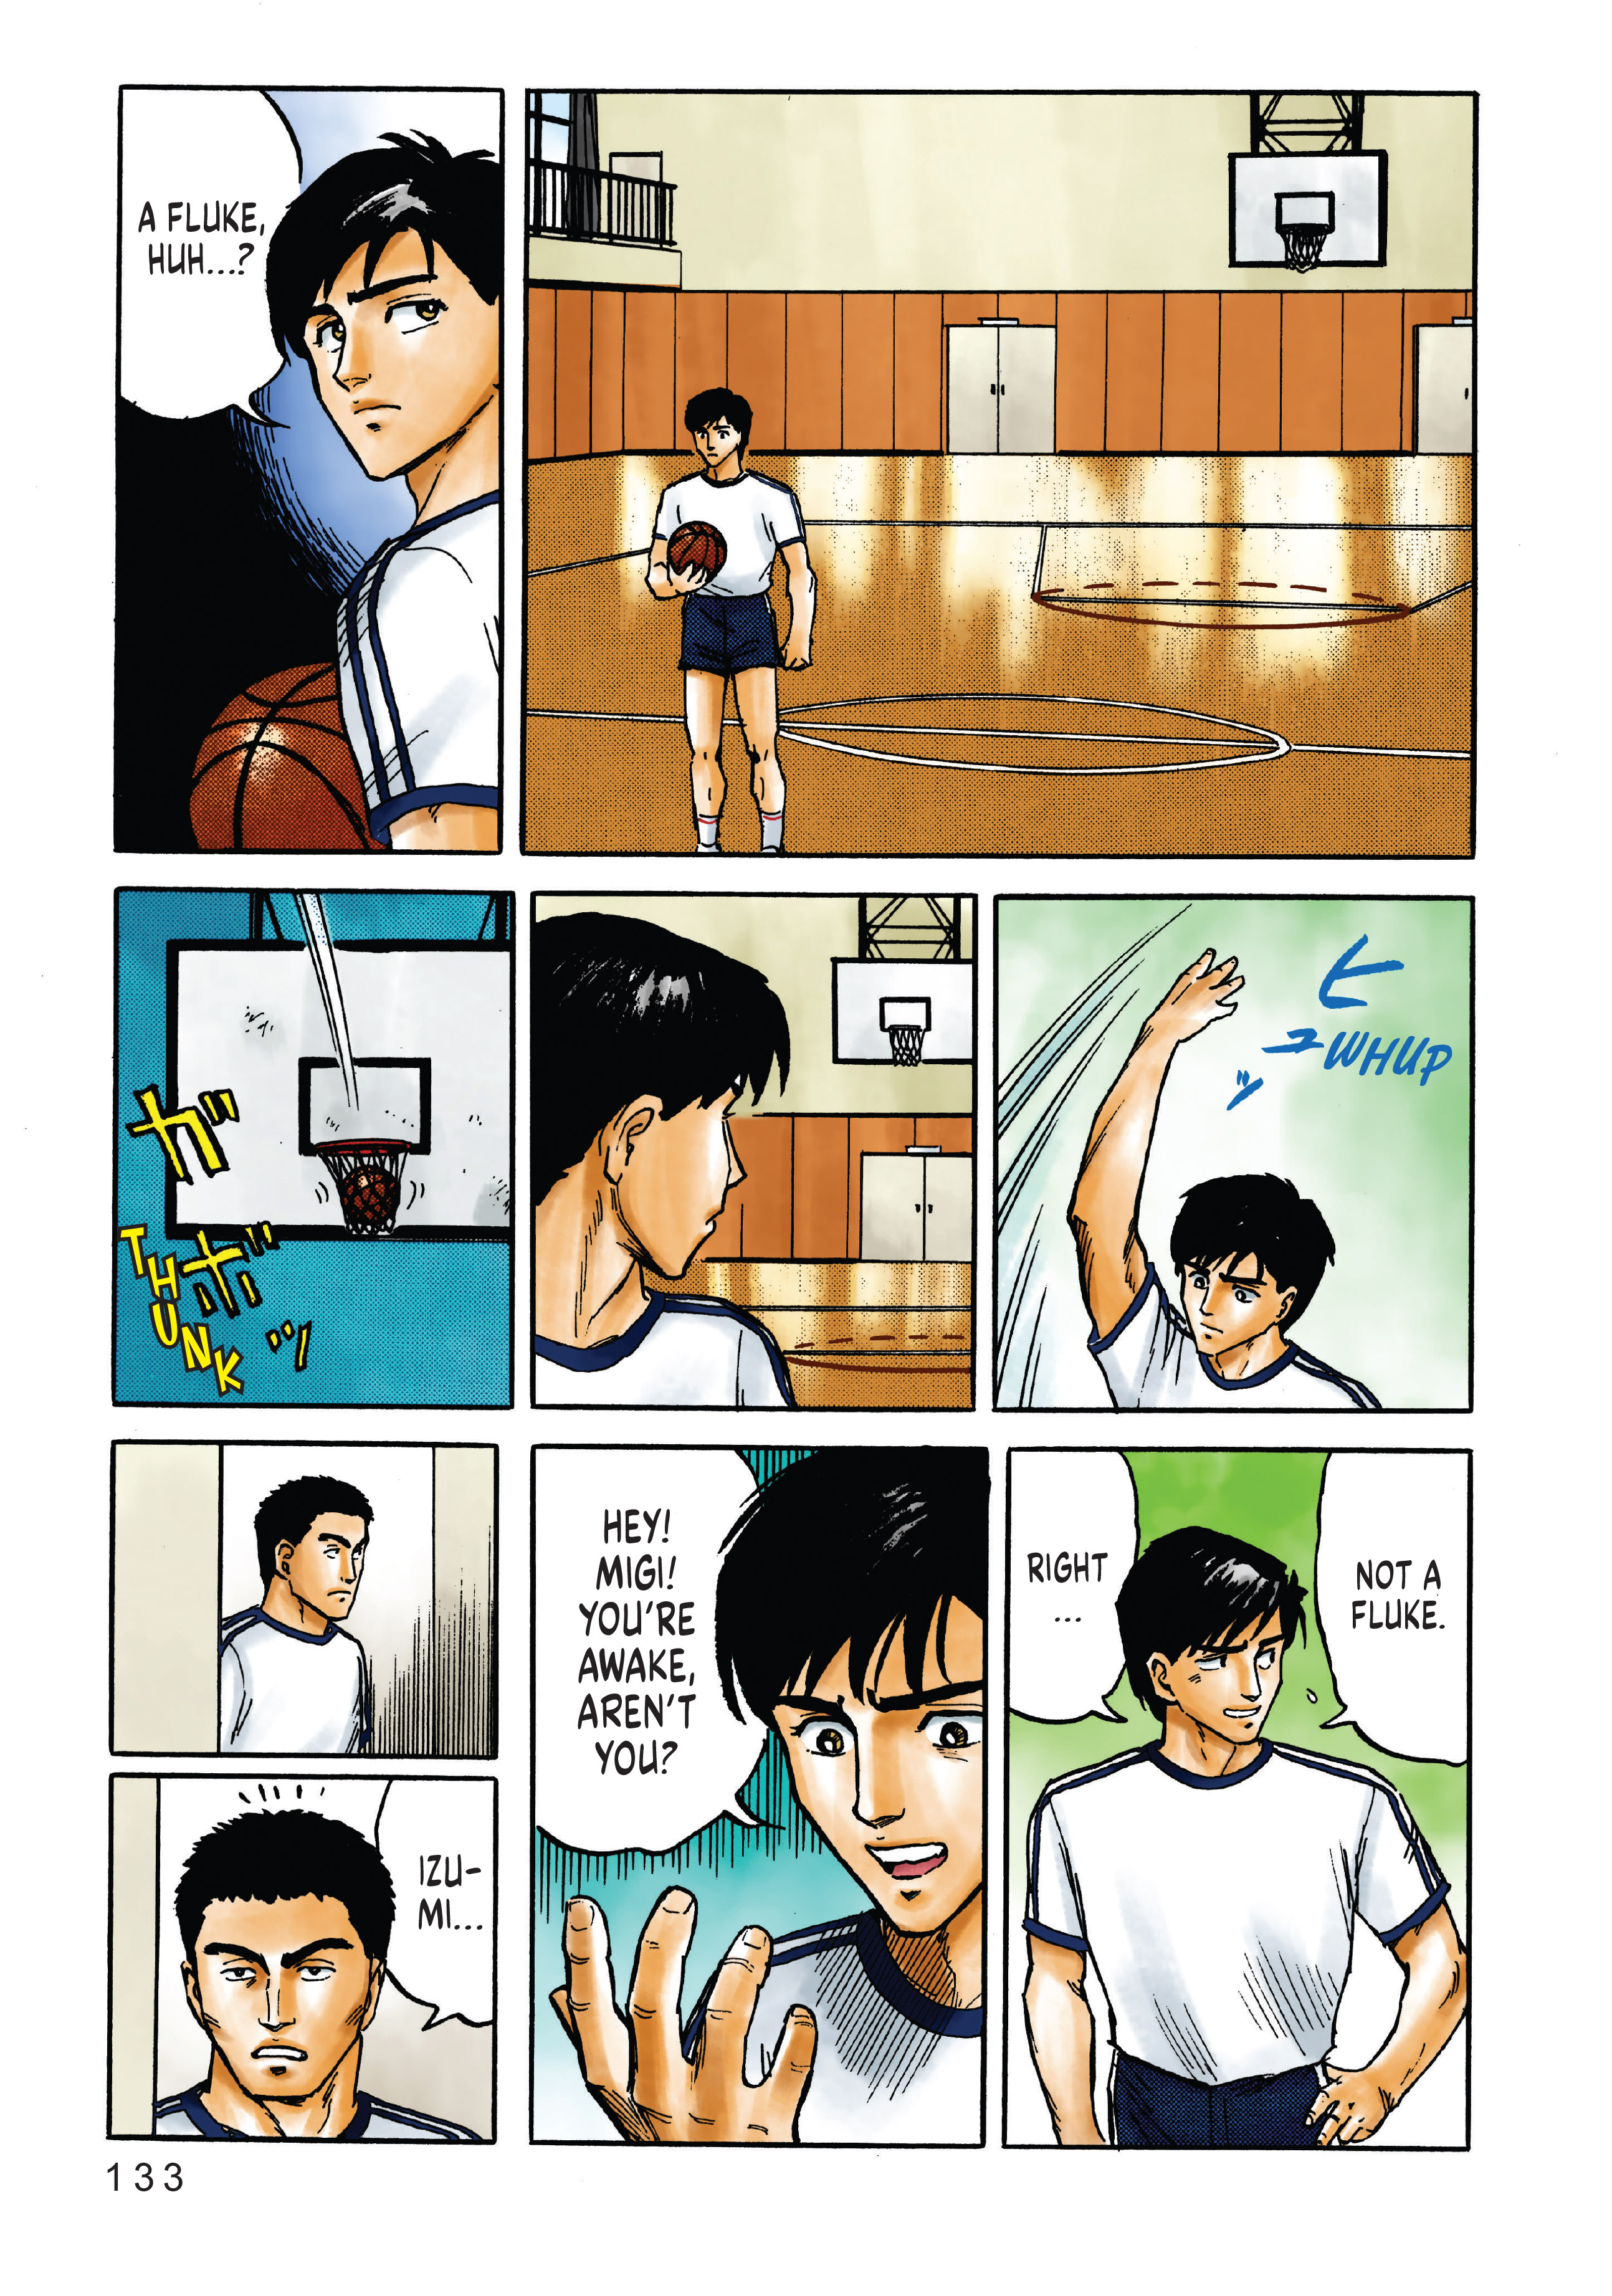 A FLUKE,
HUH...?
ヒ
ュ
ッ
WHUP
ガ
ボ
ッ
THUNK
NOT A
FLUKE.
RIGHT
...
HEY!
MIGI!
YOU'RE
AWAKE,
AREN'T
YOU?
IZU-
MI...
133